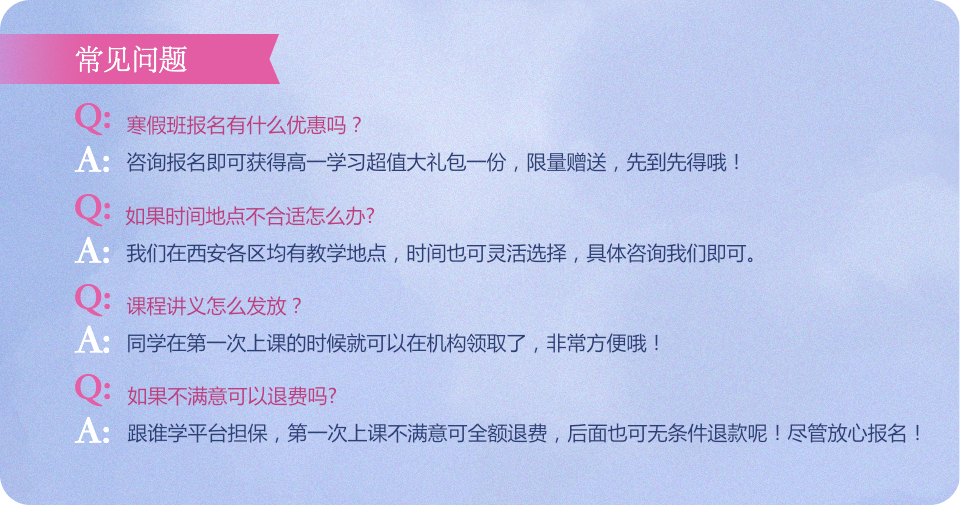 常见问题
Q: 寒假班报名有什么优惠吗？
A: 咨询报名即可获得高一学习超值大礼包一份，限量赠送，先到先得哦！
Q: 如果时间地点不合适怎么办?
A: 我们在西安各区均有教学地点，时间也可灵活选择，具体咨询我们即可。
Q: 课程讲义怎么发放？
A: 同学在第一次上课的时候就可以在机构领取了，非常方便哦！
Q: 如果不满意可以退费吗?
A: 跟谁学平台担保，第一次上课不满意可全额退费，后面也可无条件退款呢！尽管放心报名！